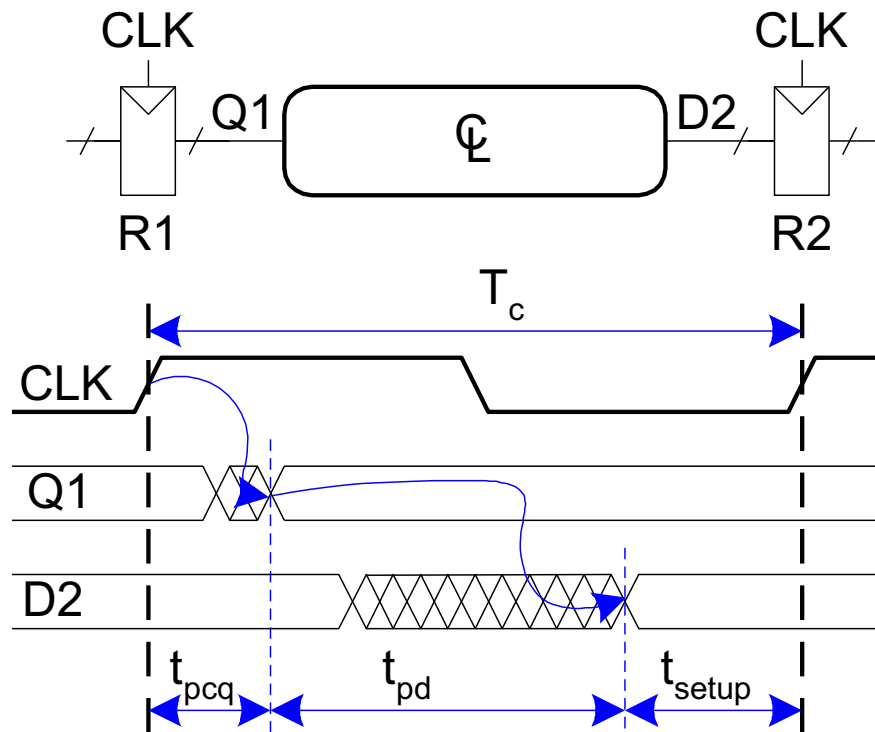 CLK CLK
Q1 CL D2
R1 R2
Tc
CLK
Q1
D2
tpcq tpd tsetup